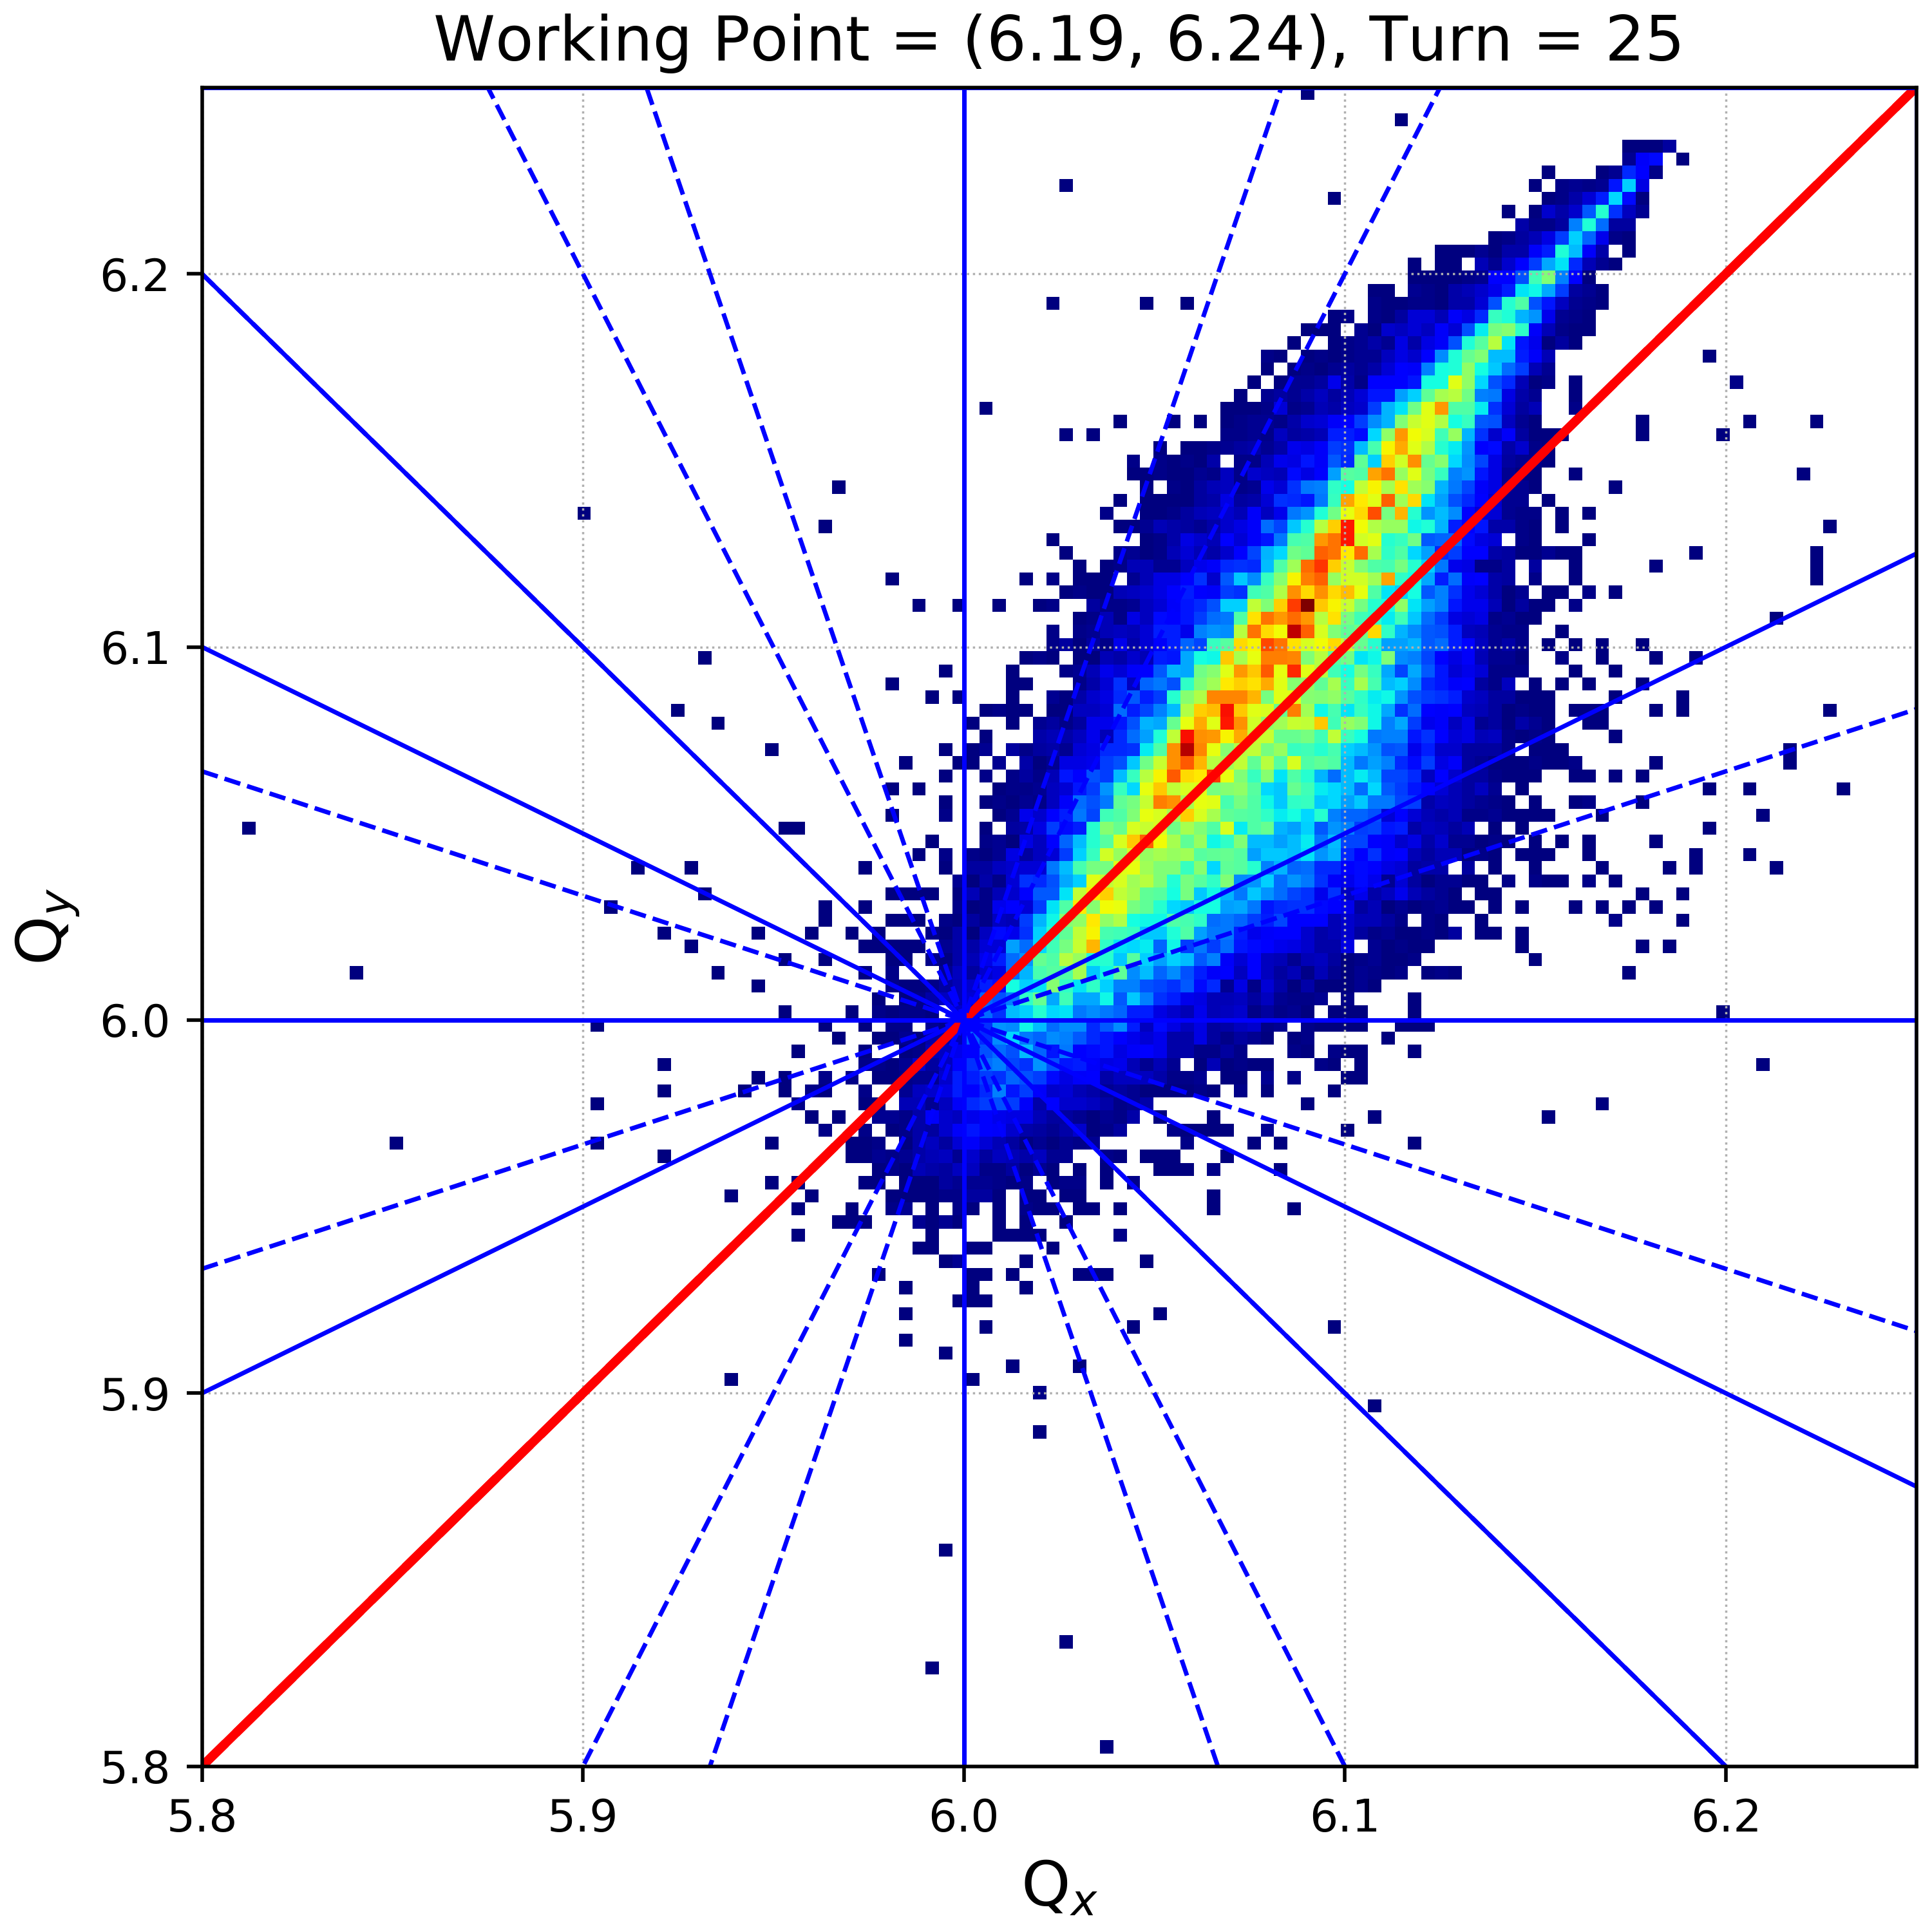 Working Point = (6.19, 6.24), Turn = 25
6.2
6.1
6.0
5.9
5.8
Qy
5.8 5.9 6.0 6.1 6.2
Qx